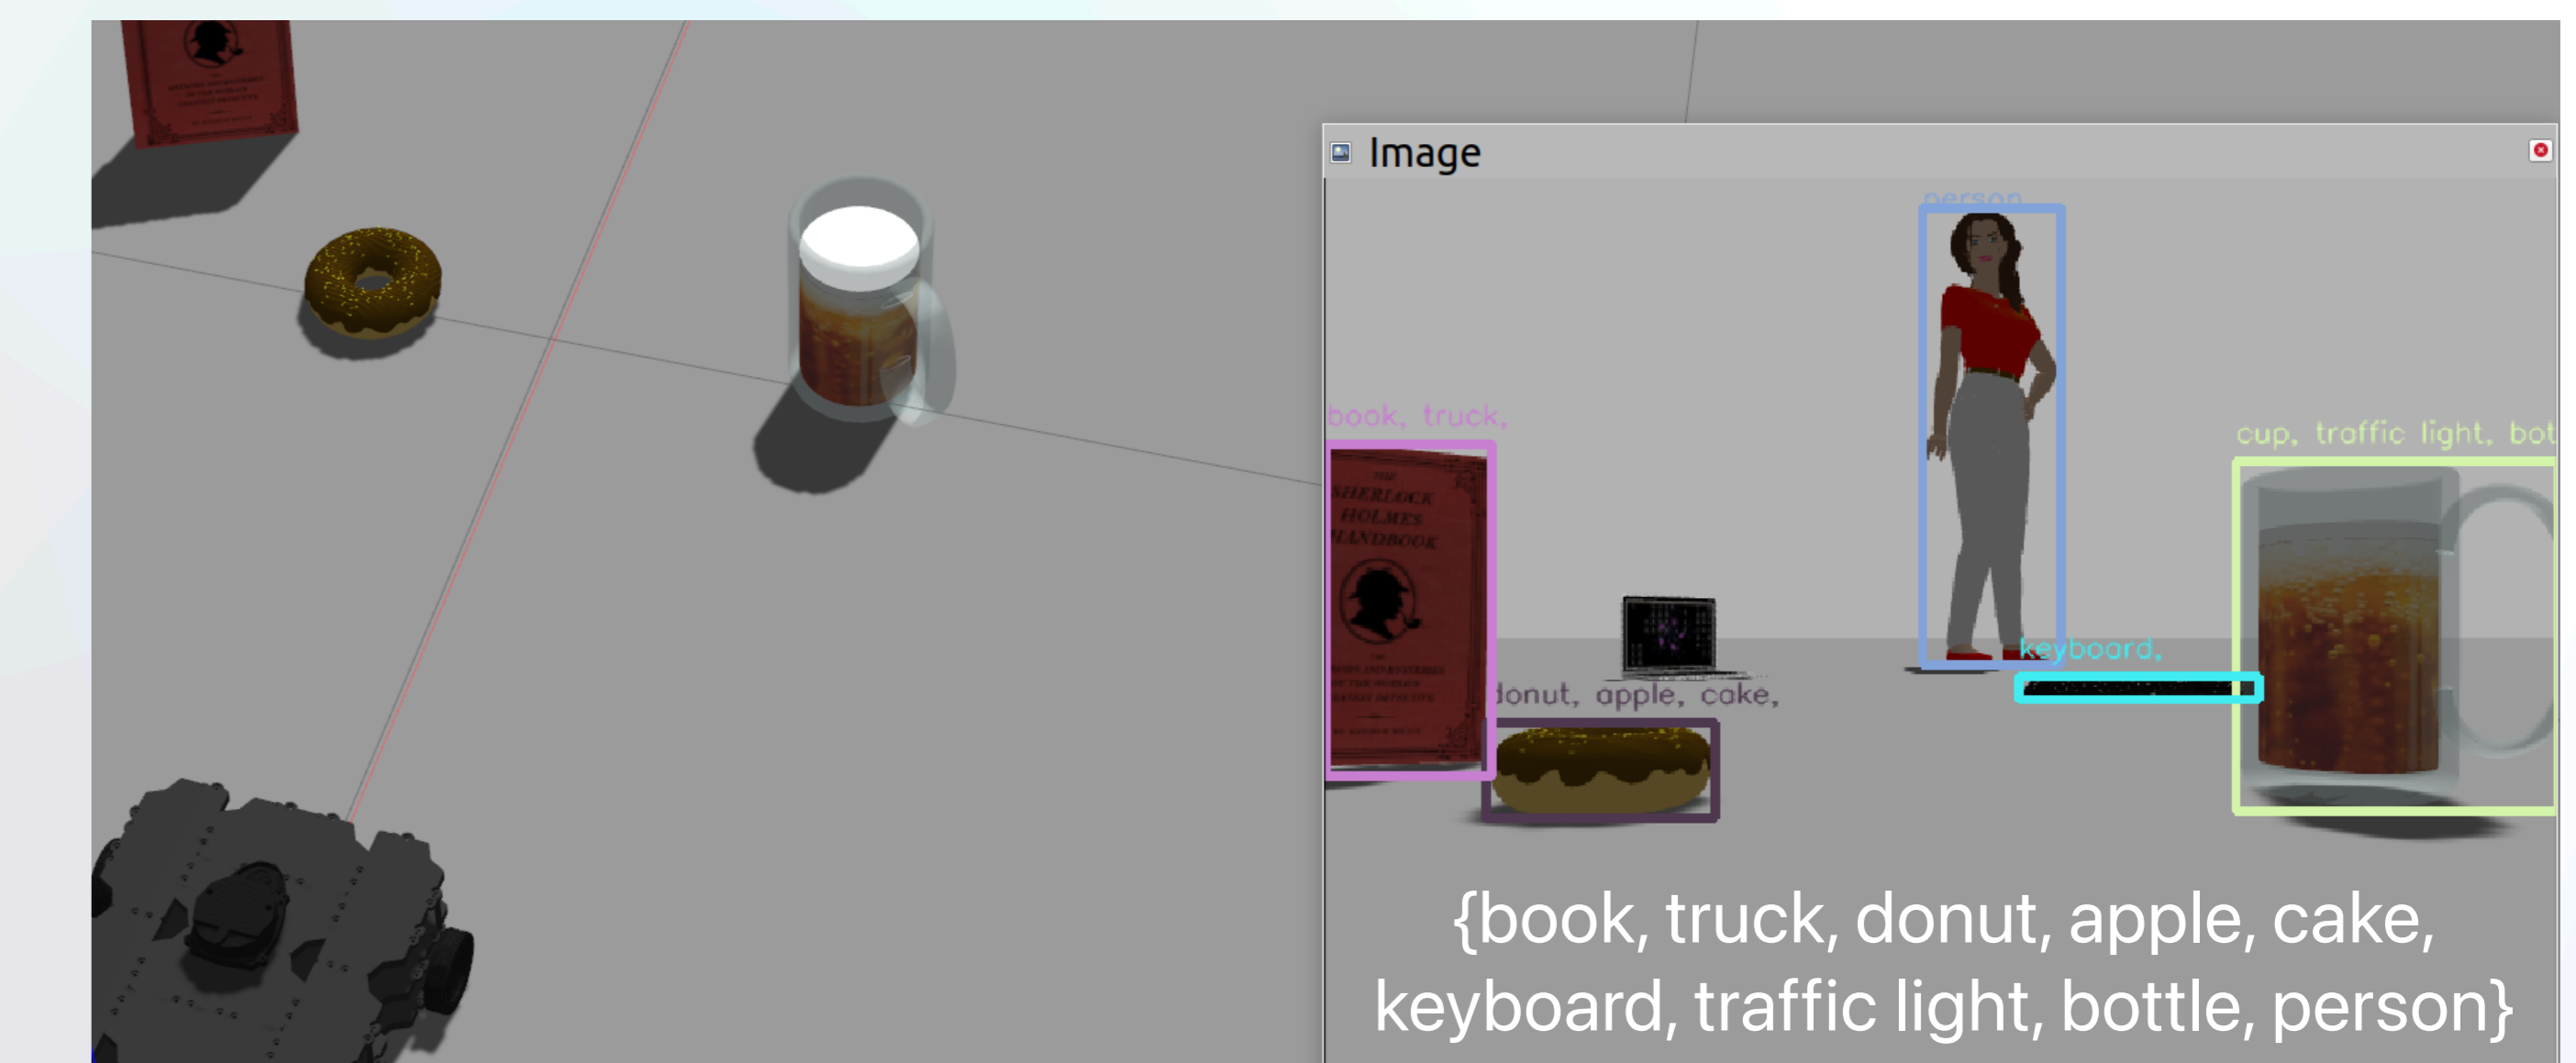 Image
person
book, truck,
cup, traffic light, bot
THE
SHERLOCK
HOLMES
HANDBOOK
keyboard,
donut, apple, cake,
{book, truck, donut, apple, cake,
keyboard, traffic light, bottle, person}